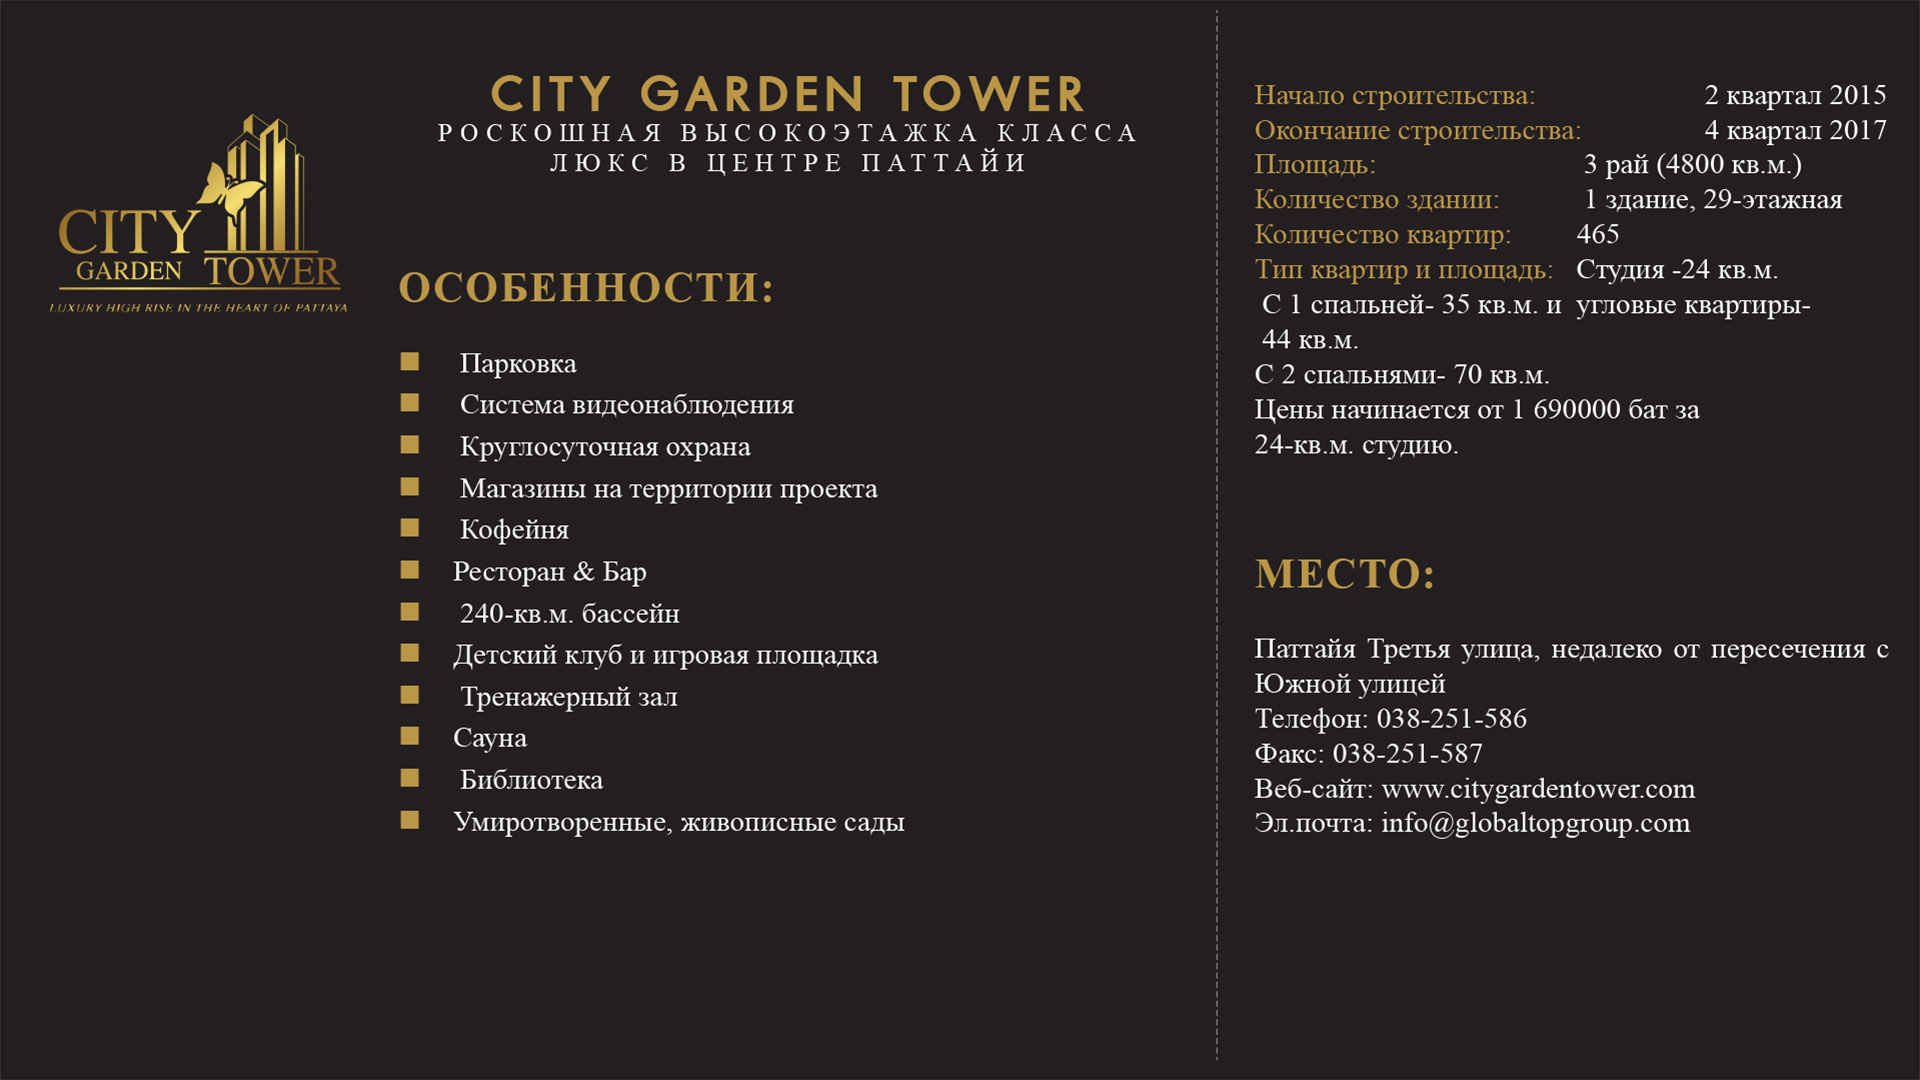 CITY
GARDEN TOWER
LUXURY HIGH RISE IN THE HEART OF PATTAYA
CITY GARDEN TOWER
РОСКОШНАЯ ВЫСОКОЭТАЖКА КЛАССА
ЛЮКС В ЦЕНТРЕ ПАТТАЙИ
ОСОБЕННОСТИ:
Парковка
Система видеонаблюдения
Круглосуточная охрана
Магазины на территории проекта
Кофейня
Ресторан & Бар
240-кв.м. бассейн
Детский клуб и игровая площадка
Тренажерный зал
Сауна
Библиотека
Умиротворенные, живописные сады
Начало строительства: 2 квартал 2015
Окончание строительства: 4 квартал 2017
Площадь: 3 рай (4800 кв.м.)
Количество здании: 1 здание, 29-этажная
Количество квартир: 465
Тип квартир и площадь: Студия -24 кв.м.
С 1 спальней- 35 кв.м. и угловые квартиры-
44 кв.м.
С 2 спальнями- 70 кв.м.
Цены начинается от 1 690000 бат за
24-кв.м. студию.
МЕСТО:
Паттайя Третья улица, недалеко от пересечения с
Южной улицей
Телефон: 038-251-586
Факс: 038-251-587
Веб-сайт: www.citygardentower.com
Эл.почта: info@globaltopgroup.com